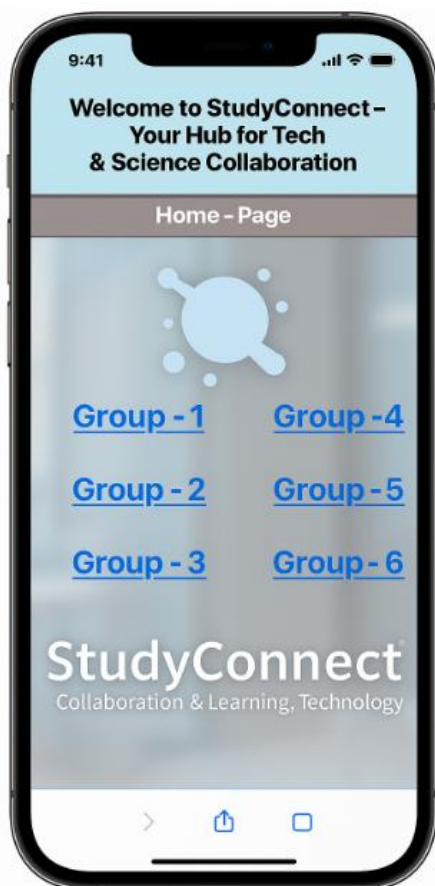 9:41
Welcome to StudyConnect –
Your Hub for Tech
& Science Collaboration
Home – Page
Group - 1
Group -4
Group - 2
Group -5
Group - 3
Group- 6
StudyConnect
Collaboration & Learning, Technology